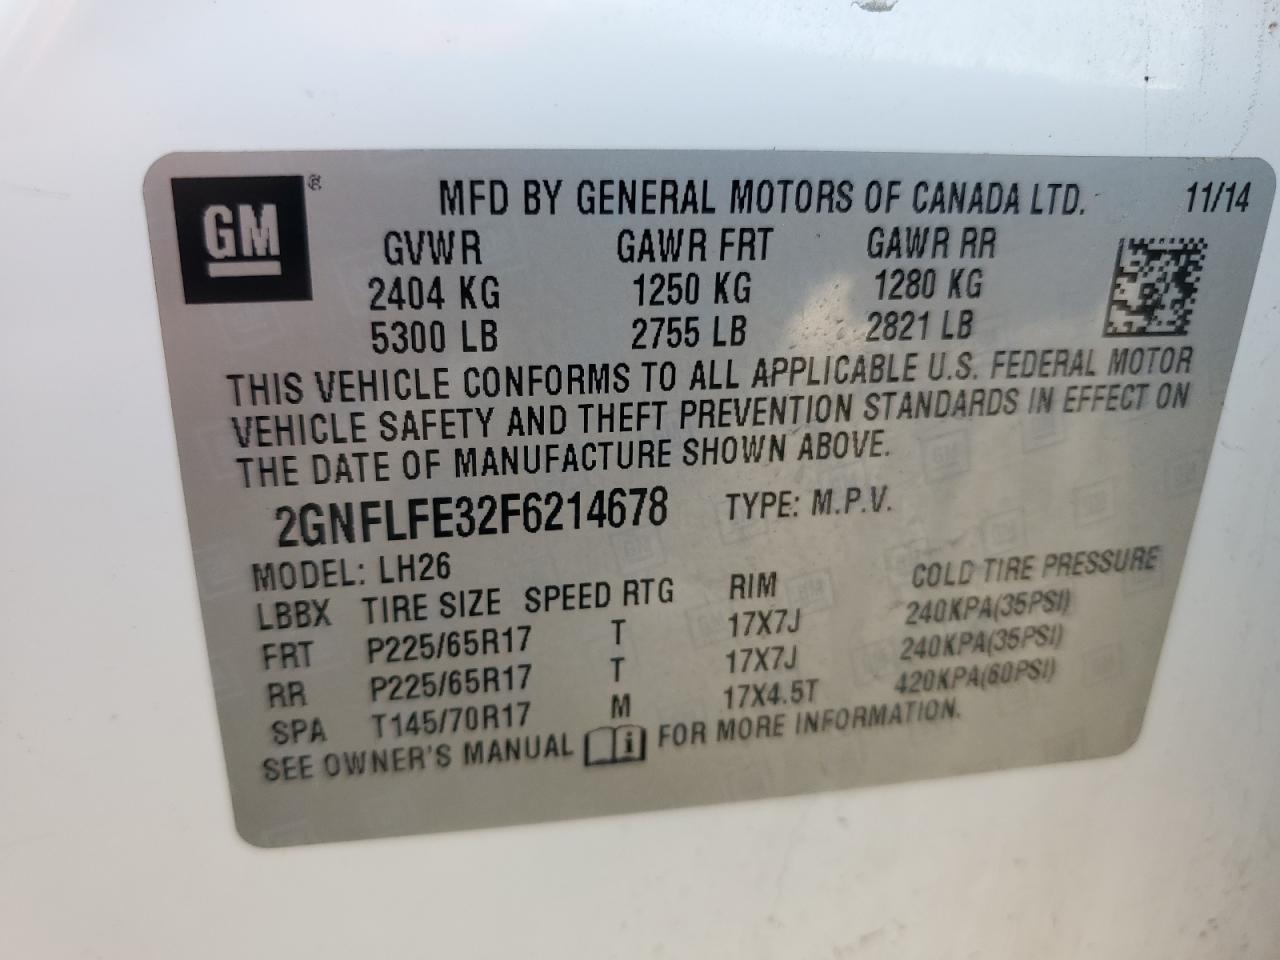 GM ® MFD BY GENERAL MOTORS OF CANADA LTD. 11/14
GVWR GAWR FRT GAWR RR
2404 KG 1250 KG 1280 KG
5300 LB 2755 LB 2821 LB
THIS VEHICLE CONFORMS TO ALL APPLICABLE U.S. FEDERAL MOTOR
VEHICLE SAFETY AND THEFT PREVENTION STANDARDS IN EFFECT ON
THE DATE OF MANUFACTURE SHOWN ABOVE.
2GNFLFE32F6214678 TYPE: M.P.V.
MODEL: LH26
LBBX TIRE SIZE SPEED RTG RIM COLD TIRE PRESSURE
FRT P225/65R17 T 17X7J 240KPA(35PSI)
RR P225/65R17 T 17X7J 240KPA(35PSI)
SPA T145/70R17 M 17X4.5T 420KPA(60PSI)
SEE OWNER'S MANUAL i FOR MORE INFORMATION.